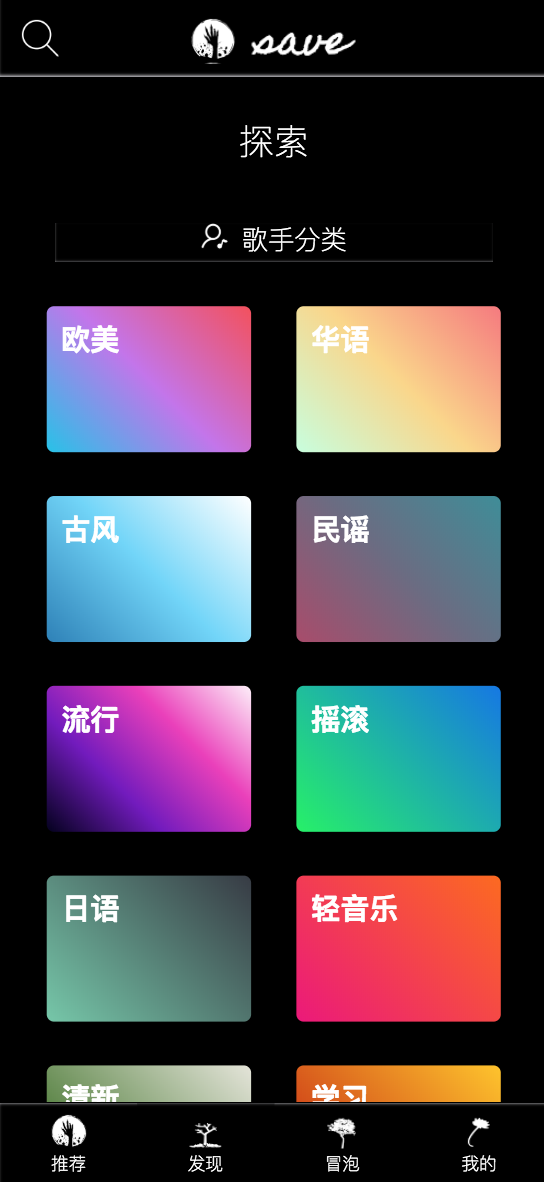 save
探索
歌手分类
欧美
华语
古风
民谣
流行
摇滚
日语
轻音乐
清新
学习
推荐
发现
冒泡
我的